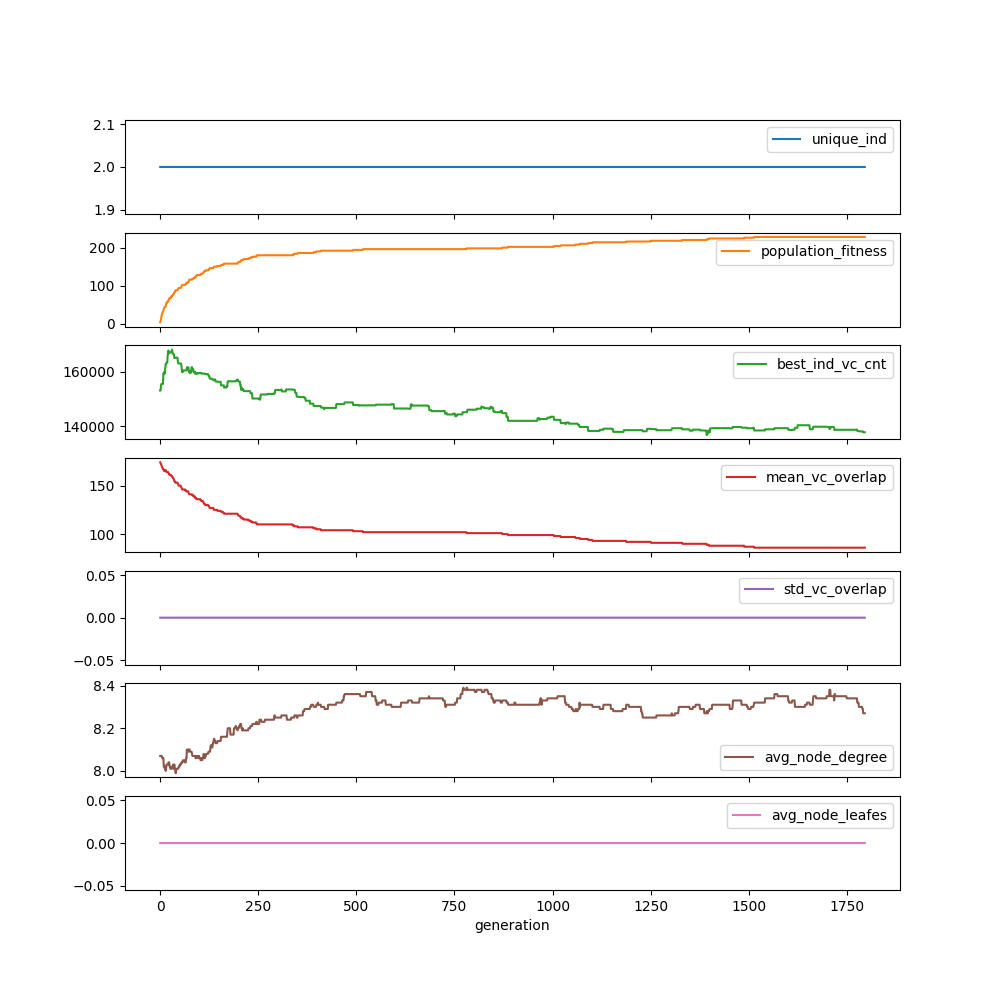 2.1
unique_ind
2.0
1.9
200
population_fitness
100
0
160000
best_ind_vc_cnt
140000
150
mean_vc_overlap
100
0.05
std_vc_overlap
0.00
−0.05
8.4
8.2
avg_node_degree
8.0
0.05
avg_node_leafes
0.00
−0.05
0 250 500 750 1000 1250 1500 1750
generation